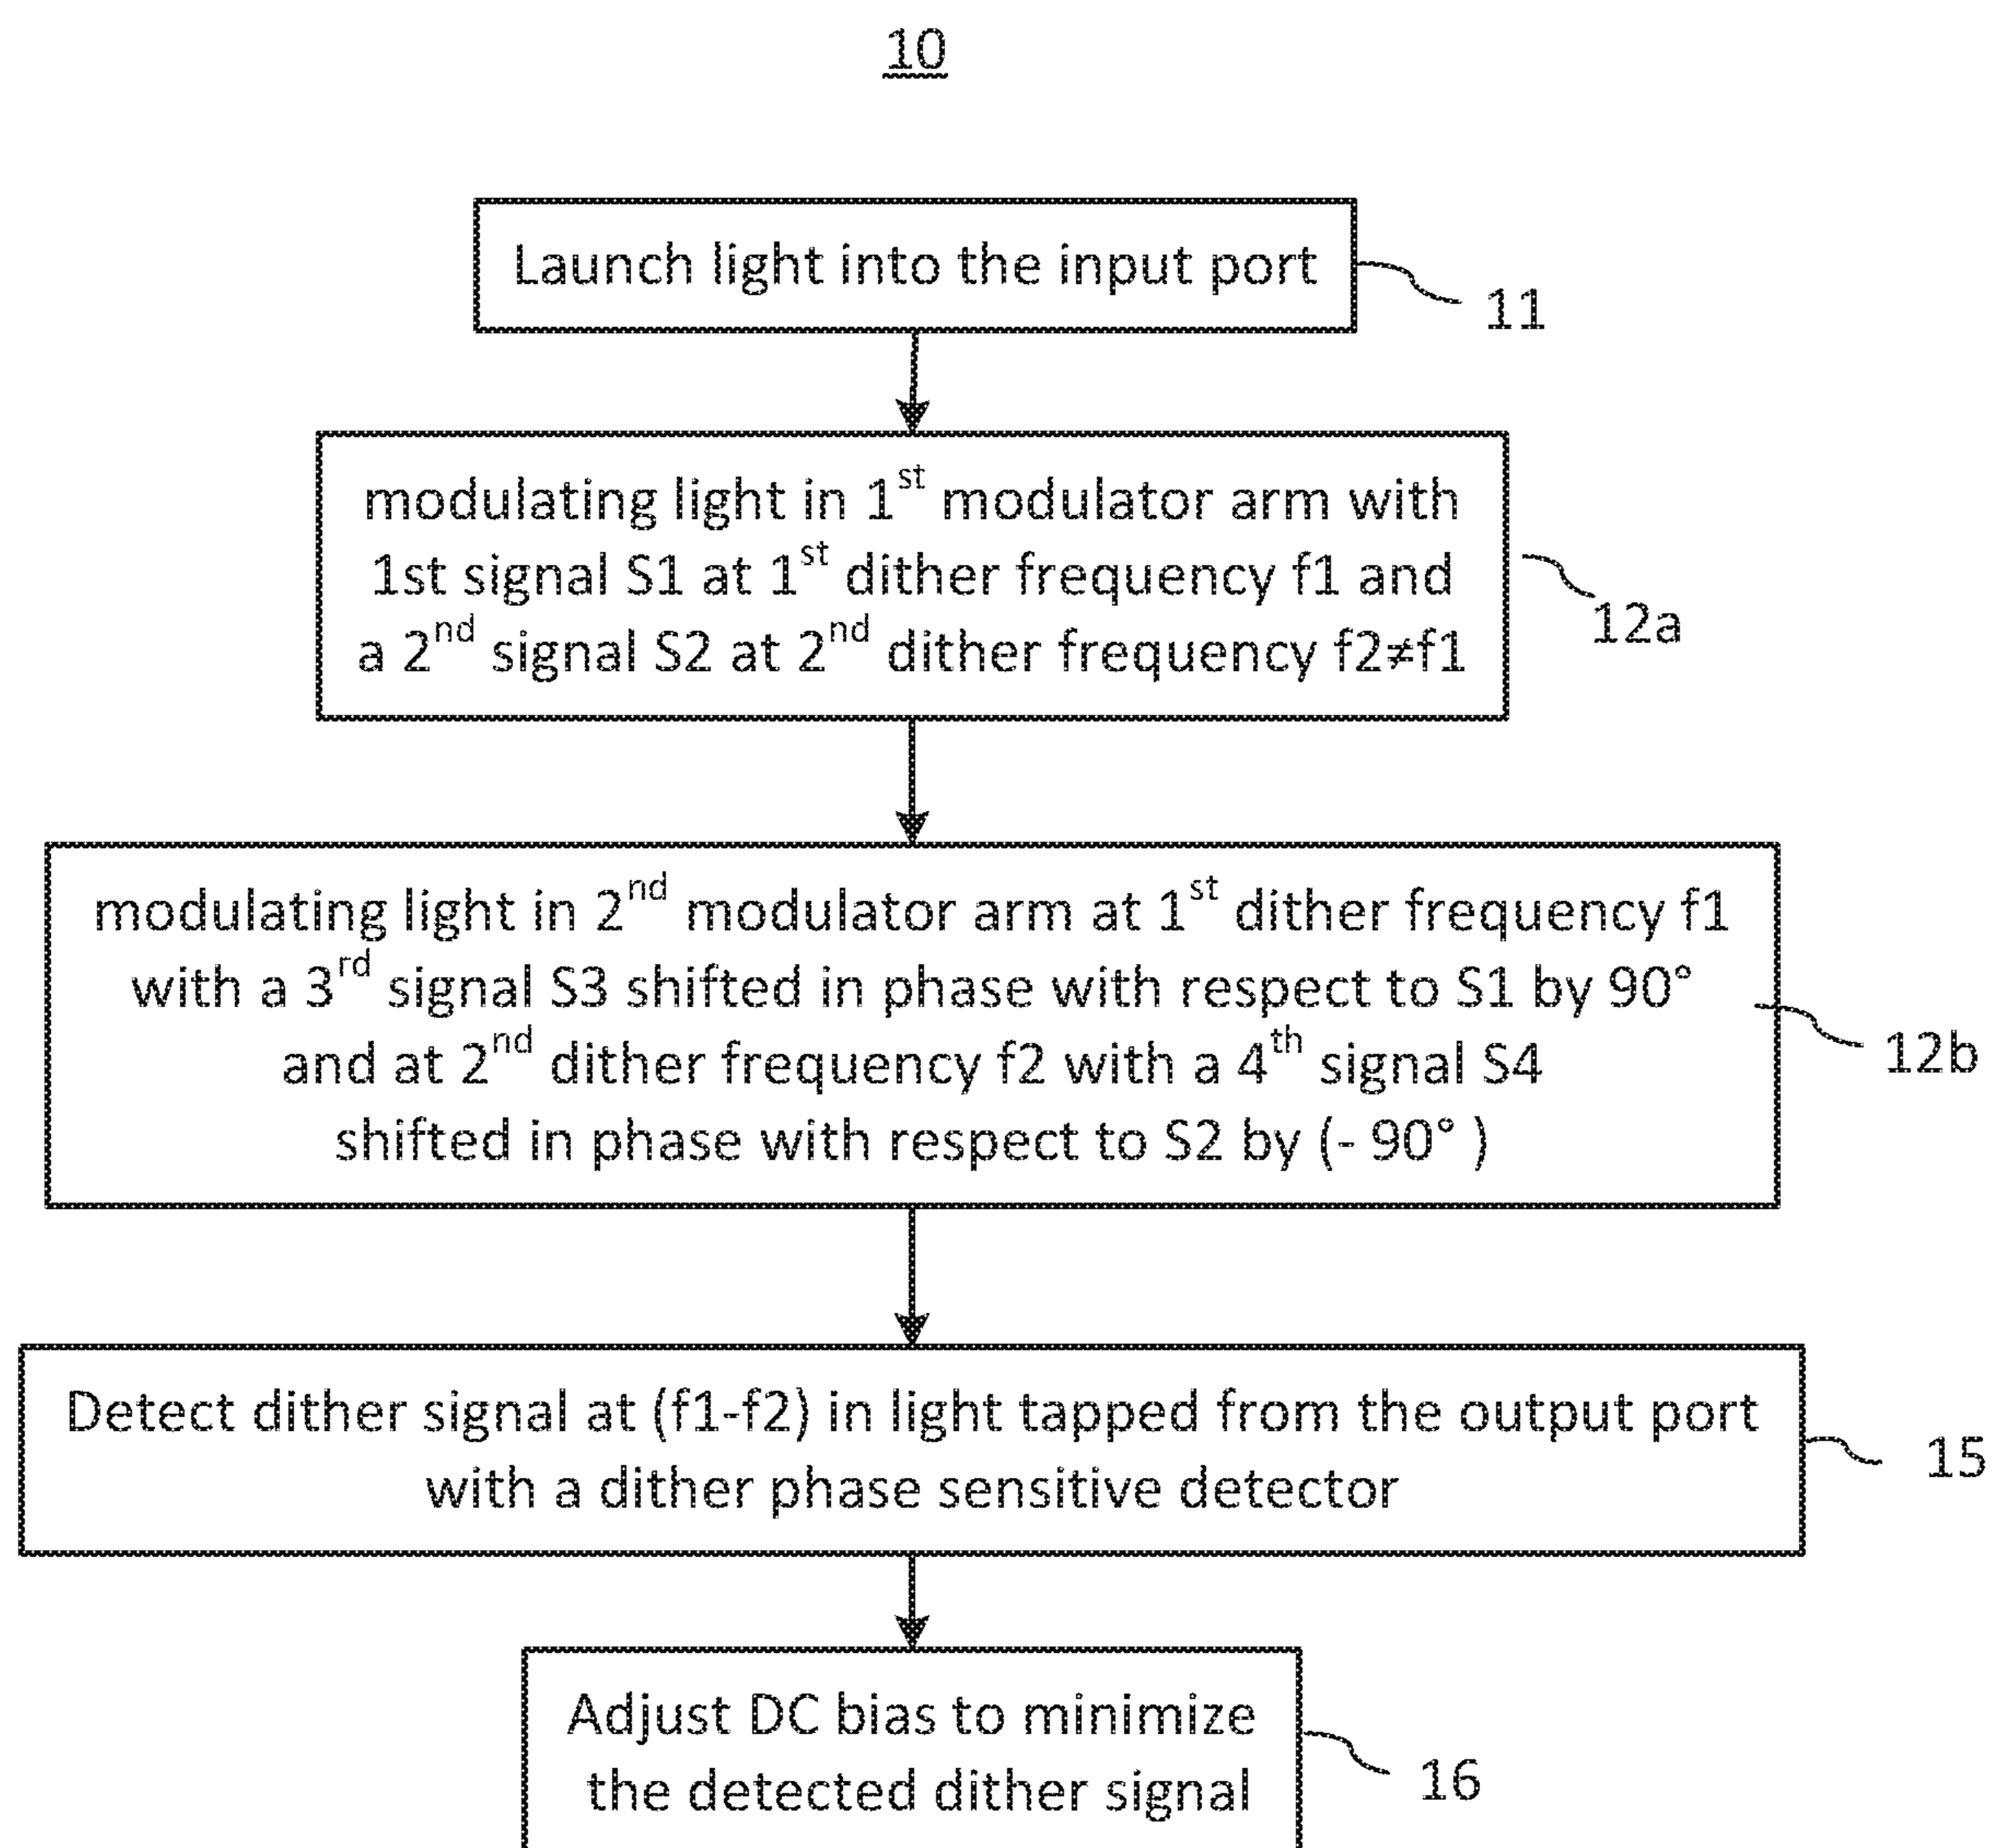 10
Launch light into the input port
11
modulating light in 1st modulator arm with
1st signal S1 at 1st dither frequency f1 and
a 2nd signal S2 at 2nd dither frequency f2≠f1
12a
modulating light in 2nd modulator arm at 1st dither frequency f1
with a 3rd signal S3 shifted in phase with respect to S1 by 90°
and at 2nd dither frequency f2 with a 4th signal S4
shifted in phase with respect to S2 by (- 90° )
12b
Detect dither signal at (f1-f2) in light tapped from the output port
with a dither phase sensitive detector
15
Adjust DC bias to minimize
the detected dither signal
16